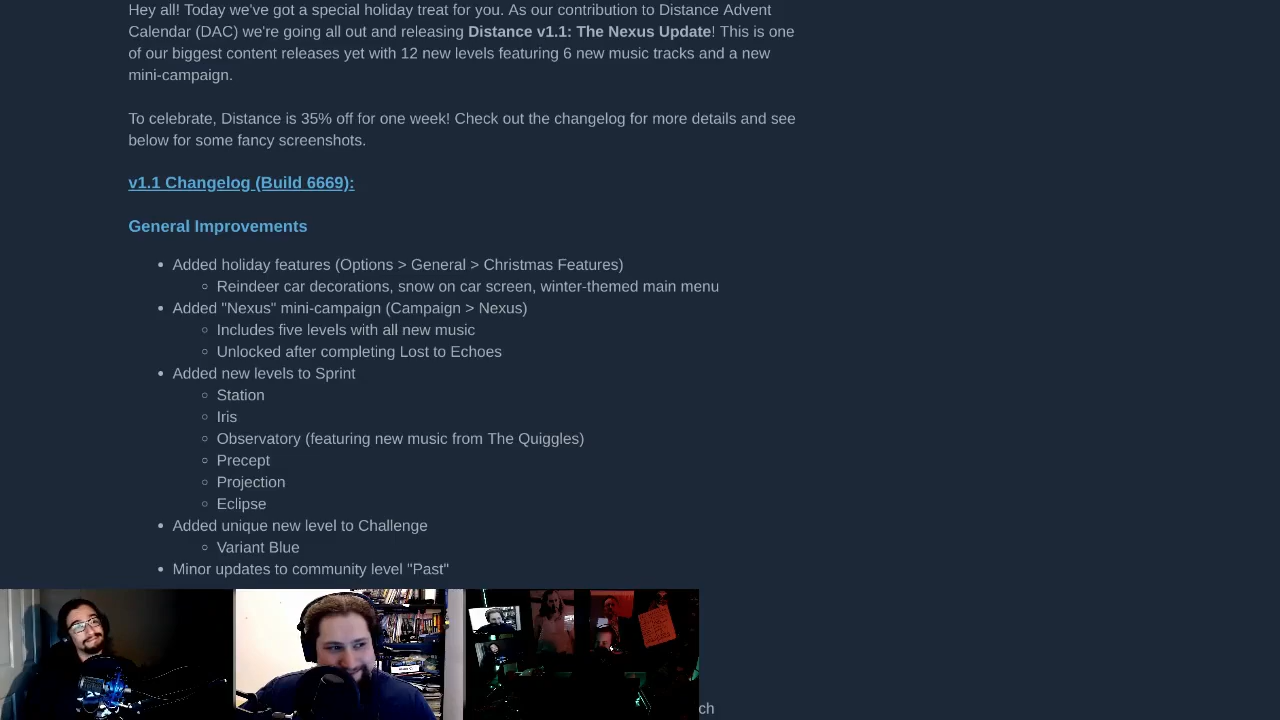 Hey all! Today we've got a special holiday treat for you. As our contribution to Distance Advent
Calendar (DAC) we're going all out and releasing Distance v1.1: The Nexus Update! This is one
of our biggest content releases yet with 12 new levels featuring 6 new music tracks and a new
mini-campaign.
To celebrate, Distance is 35% off for one week! Check out the changelog for more details and see
below for some fancy screenshots.
v1.1 Changelog (Build 6669):
General Improvements
• Added holiday features (Options > General > Christmas Features)
◦ Reindeer car decorations, snow on car screen, winter-themed main menu
• Added "Nexus" mini-campaign (Campaign > Nexus)
◦ Includes five levels with all new music
◦ Unlocked after completing Lost to Echoes
• Added new levels to Sprint
◦ Station
◦ Iris
◦ Observatory (featuring new music from The Quiggles)
◦ Precept
◦ Projection
◦ Eclipse
• Added unique new level to Challenge
◦ Variant Blue
• Minor updates to community level "Past"
ch